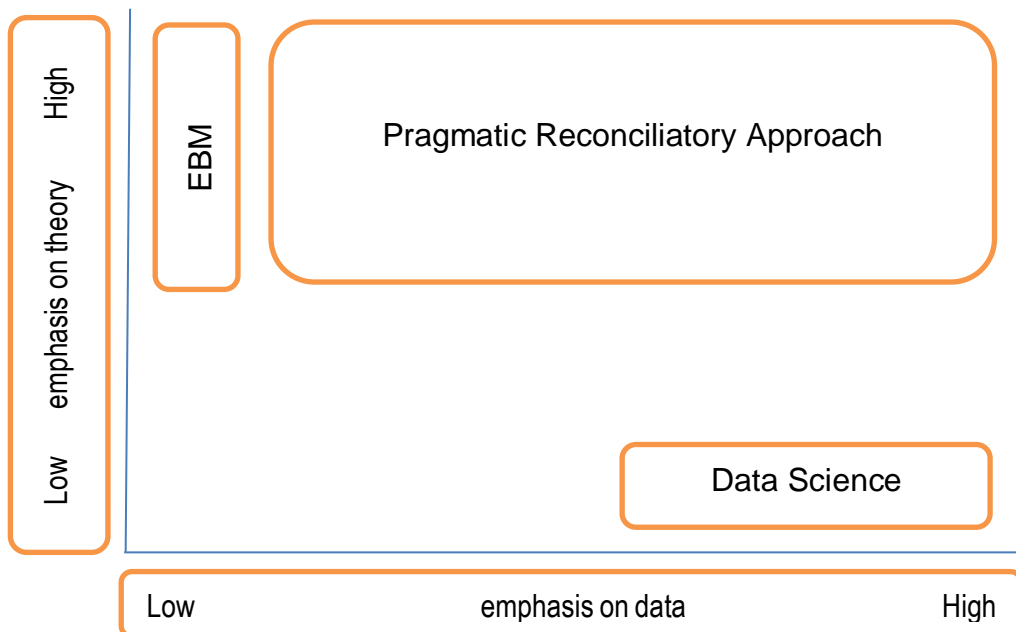 High
emphasis on theory
Low
EBM
Pragmatic Reconciliatory Approach
Data Science
Low emphasis on data High